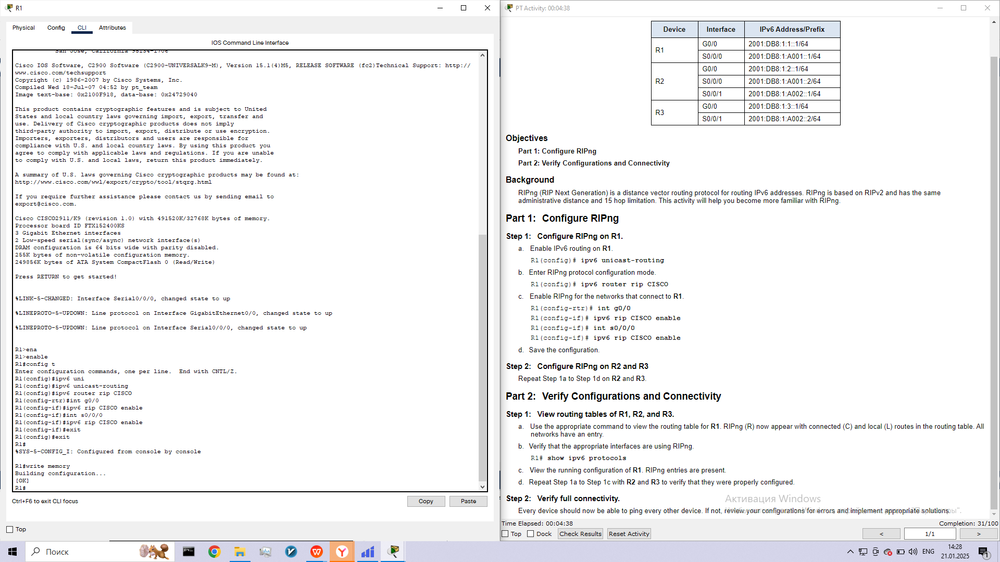 R1
Physical Config CLI Attributes
IOS Command Line Interface
San Jose, California 95134-1706
Cisco IOS Software, C2900 Software (C2900-UNIVERSALK9-M), Version 15.1(4)M5, RELEASE SOFTWARE (fc2)Technical Support: http://
www.cisco.com/techsupport
Copyright (c) 1986-2007 by Cisco Systems, Inc.
Compiled Wed 18-Jul-07 04:52 by pt_team
Image text-base: 0x2100F918, data-base: 0x24729040
This product contains cryptographic features and is subject to United
States and local country laws governing import, export, transfer and
use. Delivery of Cisco cryptographic products does not imply
third-party authority to import, export, distribute or use encryption.
Importers, exporters, distributors and users are responsible for
compliance with U.S. and local country laws. By using this product you
agree to comply with applicable laws and regulations. If you are unable
to comply with U.S. and local laws, return this product immediately.
A summary of U.S. laws governing Cisco cryptographic products may be found at:
http://www.cisco.com/wwl/export/crypto/tool/stqrg.html
If you require further assistance please contact us by sending email to
export@cisco.com.
Cisco CISCO2911/K9 (revision 1.0) with 491520K/32768K bytes of memory.
Processor board ID FTX152400KS
3 Gigabit Ethernet interfaces
2 Low-speed serial(sync/async) network interface(s)
DRAM configuration is 64 bits wide with parity disabled.
255K bytes of non-volatile configuration memory.
249856K bytes of ATA System CompactFlash 0 (Read/Write)
Press RETURN to get started!
%LINK-5-CHANGED: Interface Serial0/0/0, changed state to up
%LINEPROTO-5-UPDOWN: Line protocol on Interface GigabitEthernet0/0, changed state to up
%LINEPROTO-5-UPDOWN: Line protocol on Interface Serial0/0/0, changed state to up
R1>ena
R1>enable
R1#config t
Enter configuration commands, one per line. End with CNTL/Z.
R1(config)#ipv6 uni
R1(config)#ipv6 unicast-routing
R1(config)#ipv6 router rip CISCO
R1(config-rtr)#int g0/0
R1(config-if)#ipv6 rip CISCO enable
R1(config-if)#int s0/0/0
R1(config-if)#ipv6 rip CISCO enable
R1(config-if)#exit
R1(config)#exit
R1#
%SYS-5-CONFIG_I: Configured from console by console
R1#write memory
Building configuration...
[OK]
R1#
Ctrl+F6 to exit CLI focus
Copy Paste
Top
PT Activity: 00:04:38
Device Interface IPv6 Address/Prefix
R1 G0/0 2001:DB8:1:1::1/64
S0/0/0 2001:DB8:1:A001::1/64
R2 G0/0 2001:DB8:1:2::1/64
S0/0/0 2001:DB8:1:A001::2/64
S0/0/1 2001:DB8:1:A002::1/64
R3 G0/0 2001:DB8:1:3::1/64
S0/0/1 2001:DB8:1:A002::2/64
Objectives
Part 1: Configure RIPng
Part 2: Verify Configurations and Connectivity
Background
RIPng (RIP Next Generation) is a distance vector routing protocol for routing IPv6 addresses. RIPng is based on RIPv2 and has the same
administrative distance and 15 hop limitation. This activity will help you become more familiar with RIPng.
Part 1: Configure RIPng
Step 1: Configure RIPng on R1.
a. Enable IPv6 routing on R1.
R1(config)# ipv6 unicast-routing
b. Enter RIPng protocol configuration mode.
R1(config)# ipv6 router rip CISCO
c. Enable RIPng for the networks that connect to R1.
R1(config-rtr)# int g0/0
R1(config-if)# ipv6 rip CISCO enable
R1(config-if)# int s0/0/0
R1(config-if)# ipv6 rip CISCO enable
d. Save the configuration.
Step 2: Configure RIPng on R2 and R3
Repeat Step 1a to Step 1d on R2 and R3.
Part 2: Verify Configurations and Connectivity
Step 1: View routing tables of R1, R2, and R3.
a. Use the appropriate command to view the routing table for R1. RIPng (R) now appear with connected (C) and local (L) routes in the routing table. All
networks have an entry.
b. Verify that the appropriate interfaces are using RIPng.
R1# show ipv6 protocols
c. View the running configuration of R1. RIPng entries are present.
d. Repeat Step 1a to Step 1c with R2 and R3 to verify that they were properly configured.
Step 2: Verify full connectivity.
Активация Windows
Every device should now be able to ping every other device. If not, review your configurations for errors and implement appropriate solutions.
Time Elapsed: 00:04:38 Completion: 31/100
Top Dock Check Results Reset Activity < 1/1 >
Поиск
ENG
14:28
21.01.2025
1